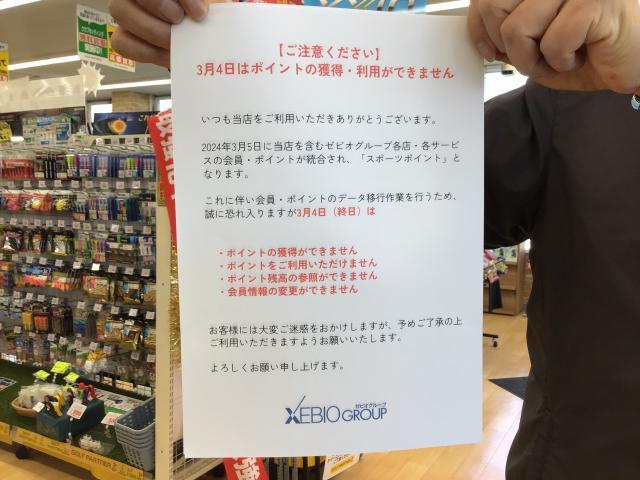 【ご注意ください】
3月4日はポイントの獲得・利用ができません
いつも当店をご利用いただきありがとうございます。
2024年3月5日に当店を含むゼビオグループ各店・各サービ
スの会員・ポイントが統合され、「スポーツポイント」と
なります。
これに伴い会員・ポイントのデータ移行作業を行うため、
誠に恐れ入りますが3月4日（終日）は
・ポイントの獲得ができません
・ポイントをご利用いただけません
・ポイント残高の参照ができません
・会員情報の変更ができません
お客様には大変ご迷惑をおかけしますが、予めご了承の上
ご利用いただきますようお願いいたします。
よろしくお願い申し上げます。
ゼビオグループ
XEBIO GROUP
GOLF PARTNER